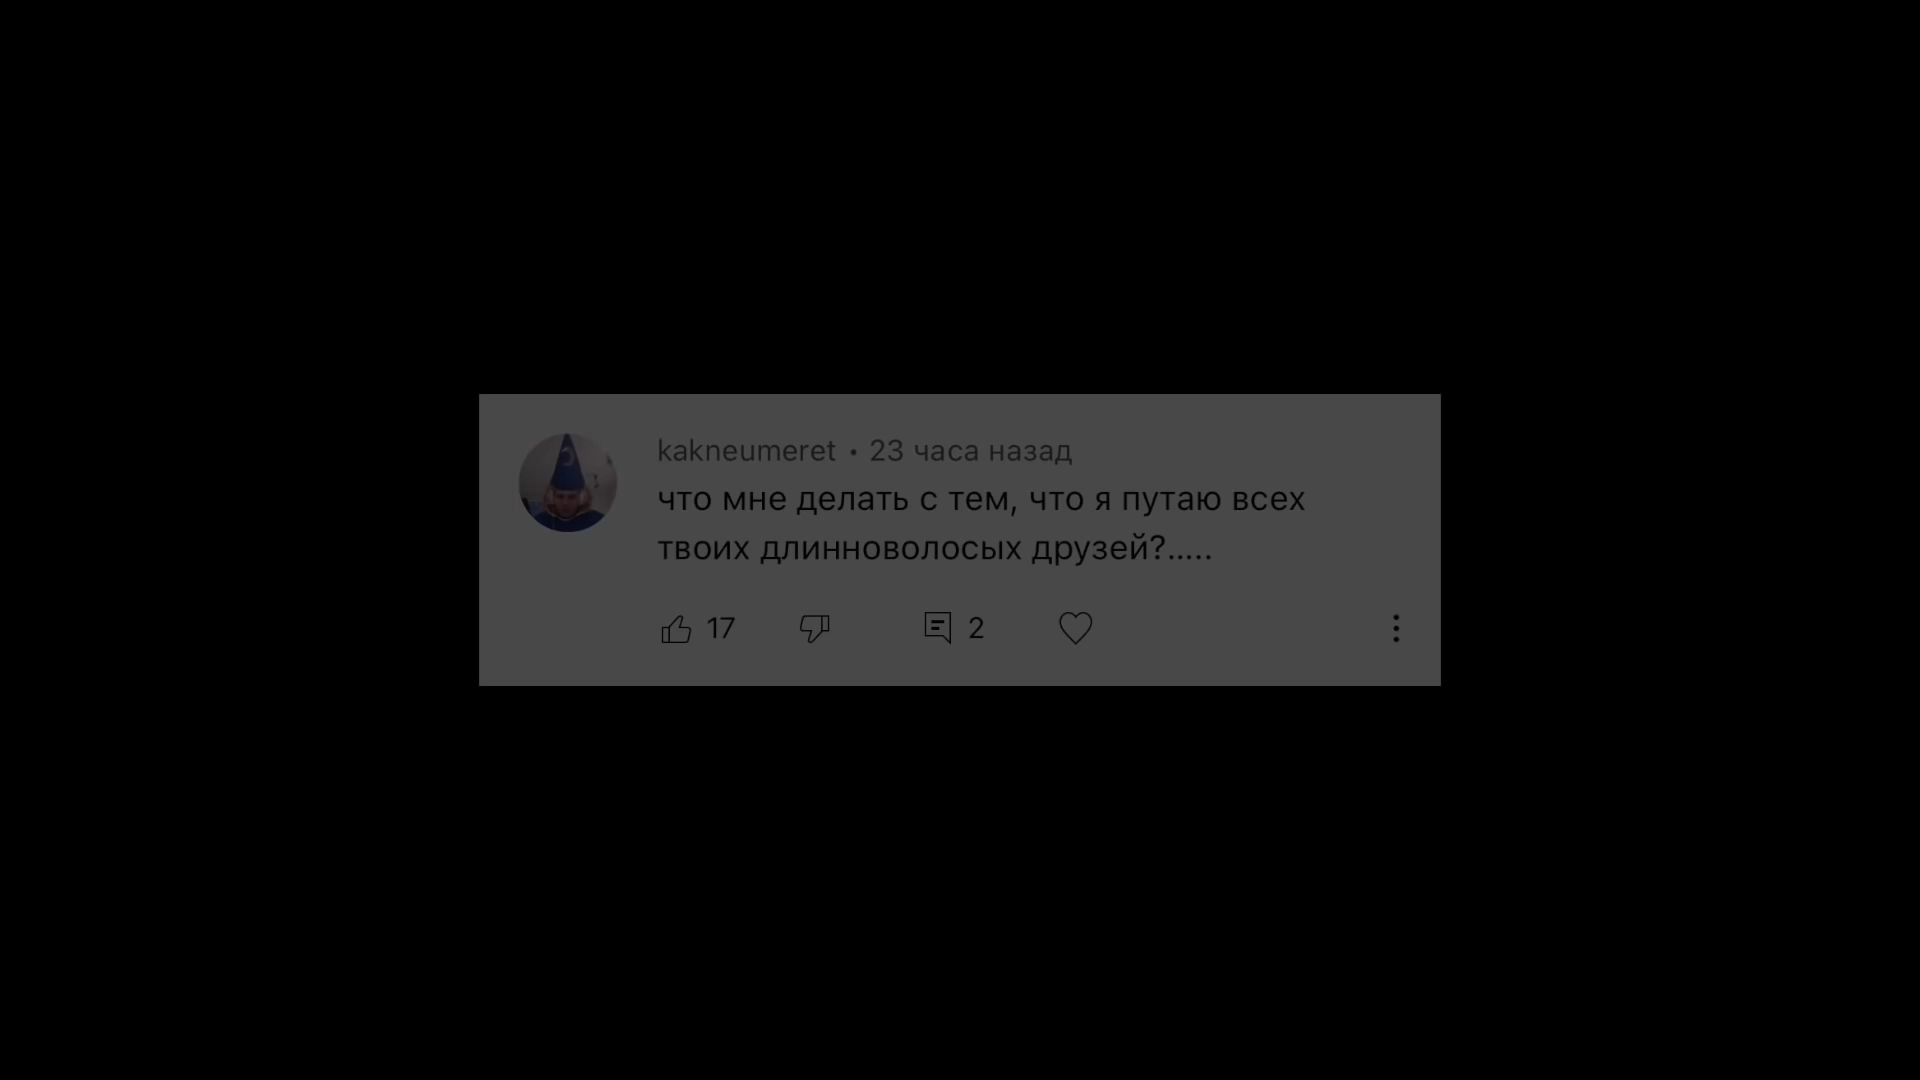 kakneumeret • 23 часа назад
что мне делать с тем, что я путаю всех
твоих длинноволосых друзей?.....
17 2